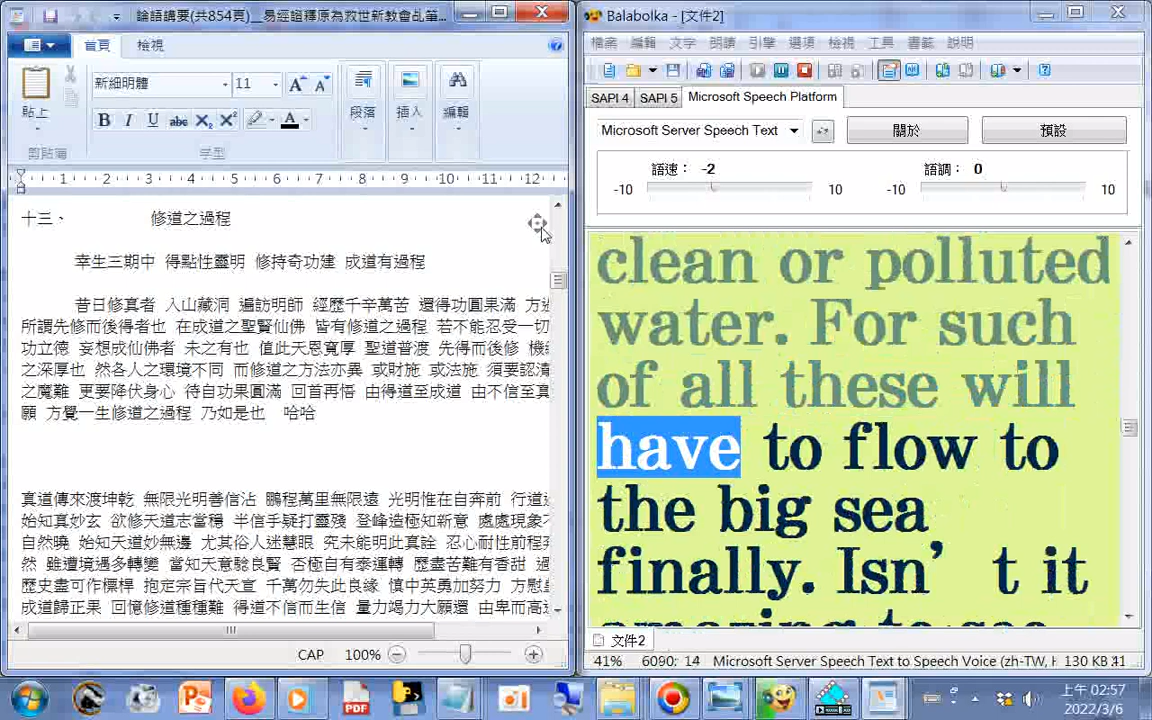 論語講要(共854頁)__易經證釋原為救世新教會乩筆...
首頁
檢視
貼上
剪貼簿
新細明體
11
B I U abc X₂ X²
A
字型
段落
插入
編輯
1 2 3 4 5 6 7 8 9 10 11 12
十三、 修道之過程
幸生三期中 得點性靈明 修持奇功建 成道有過程
昔日修真者 入山藏洞 遍訪明師 經歷千辛萬苦 還得功圓果滿 方
所謂先修而後得者也 在成道之聖賢仙佛 皆有修道之過程 若不能忍受一切
功立德 妄想成仙佛者 未之有也 值此天恩寬厚 聖道普渡 先得而後修 機
之深厚也 然各人之環境不同 而修道之方法亦異 或財施 或法施 須要認清
之魔難 更要降伏身心 待自功果圓滿 回首再悟 由得道至成道 由不信至真
願 方覺一生修道之過程 乃如是也 哈哈
真道傳來渡坤乾 無限光明善信沾 鵬程萬里無限遠 光明惟在自奔前 行道
始知真妙玄 欲修天道志當穩 半信手疑打靈殘 登峰造極知新意 處處現象
自然曉 始知天道妙無邊 尤其俗人迷慧眼 究未能明此真詮 忍心耐性前程
然 雖遭境遇多轉變 當知天意驗良賢 否極自有泰運轉 歷盡苦難有香甜
歷史盡可作標桿 抱定宗旨代天宣 千萬勿失此良緣 慎中英勇加努力 方慰
成道歸正果 回憶修道種種難 得道不信而生信 量力竭力大願還 由卑而高
CAP 100%
Balabolka - [文件2]
檔案 編輯 文字 朗讀 引擎 選項 檢視 工具 書籤 說明
SAPI 4 SAPI 5 Microsoft Speech Platform
Microsoft Server Speech Text
關於
預設
語速: -2
語調: 0
-10 10 -10 10
clean or polluted
water. For such
of all these will
have to flow to
the big sea
finally. Isn’t it
amazing to see
文件2
41% 6090: 14 Microsoft Server Speech Text to Speech Voice (zh-TW, H 130 KB
上午 02:57
2022/3/6